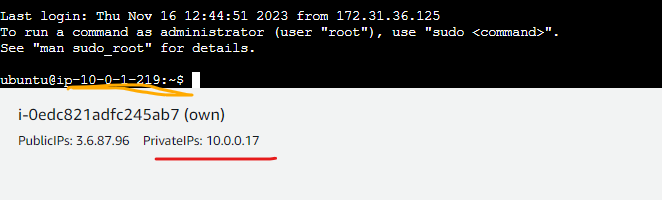 Last login: Thu Nov 16 12:44:51 2023 from 172.31.36.125
To run a command as administrator (user "root"), use "sudo <command>".
See "man sudo_root" for details.
ubuntu@ip-10-0-1-219:~$
i-0edc821adfc245ab7 (own)
PublicIPs: 3.6.87.96 PrivateIPs: 10.0.0.17